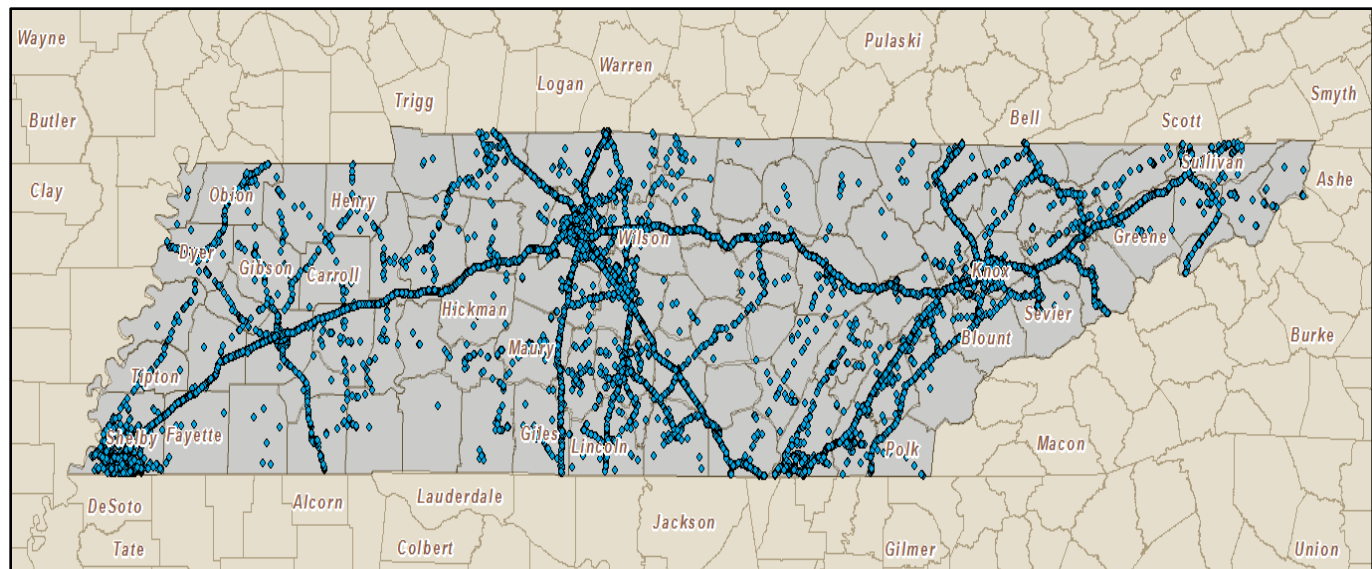 Wayne
Pulaski
Warren
Logan
Trigg
Smyth
Butler
Bell
Scott
Sullivan
Clay
Ashe
Obion
Henry
Greene
Wilson
Dyer
Gibson
Carroll
Knox
Hickman
Sevier
Blount
Burke
Maury
Tipton
Giles
Shelby
Fayette
Lincoln
Polk
Macon
DeSoto
Alcorn
Lauderdale
Jackson
Tate
Colbert
Gilmer
Union